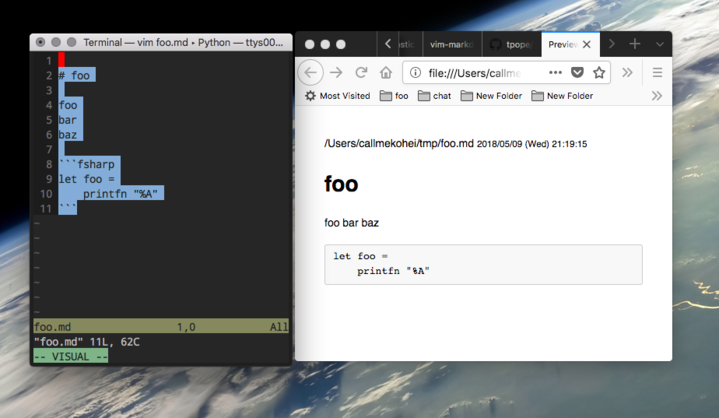 Terminal — vim foo.md • Python — ttys00...
1
2 # foo
3
4 foo
5 bar
6 baz
7
8 ```fsharp
9 let foo =
10     printfn "%A"
11 ```
~
~
~
~
~
~
~
foo.md 1,0 All
"foo.md" 11L, 62C
-- VISUAL --
vim-mark
tpope
Preview
file:///Users/callme
Most Visited foo chat New Folder New Folder
/Users/callmekohei/tmp/foo.md 2018/05/09 (Wed) 21:19:15
foo
foo bar baz
let foo =
    printfn "%A"